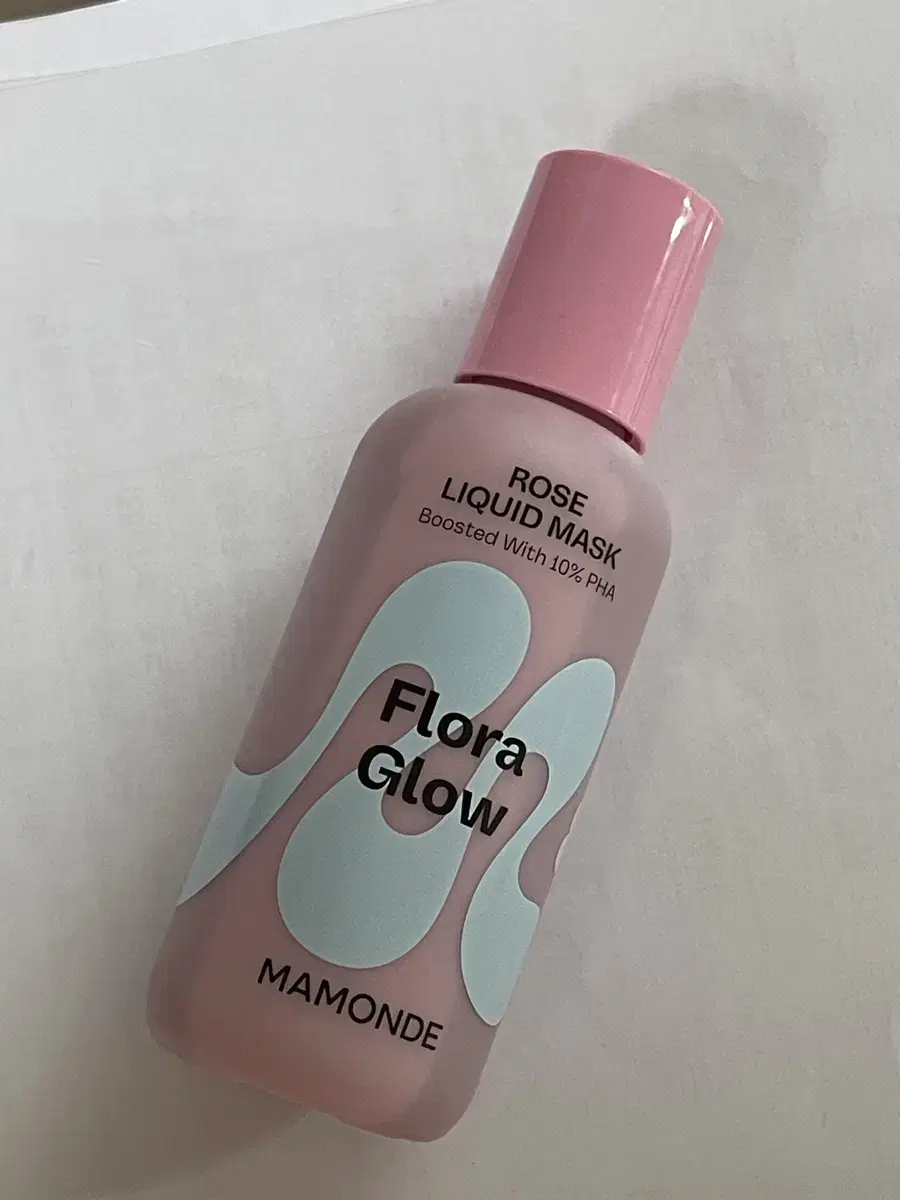 ROSE
LIQUID MASK
Boosted With 10% PHA
Flora
Glow
MAMONDE